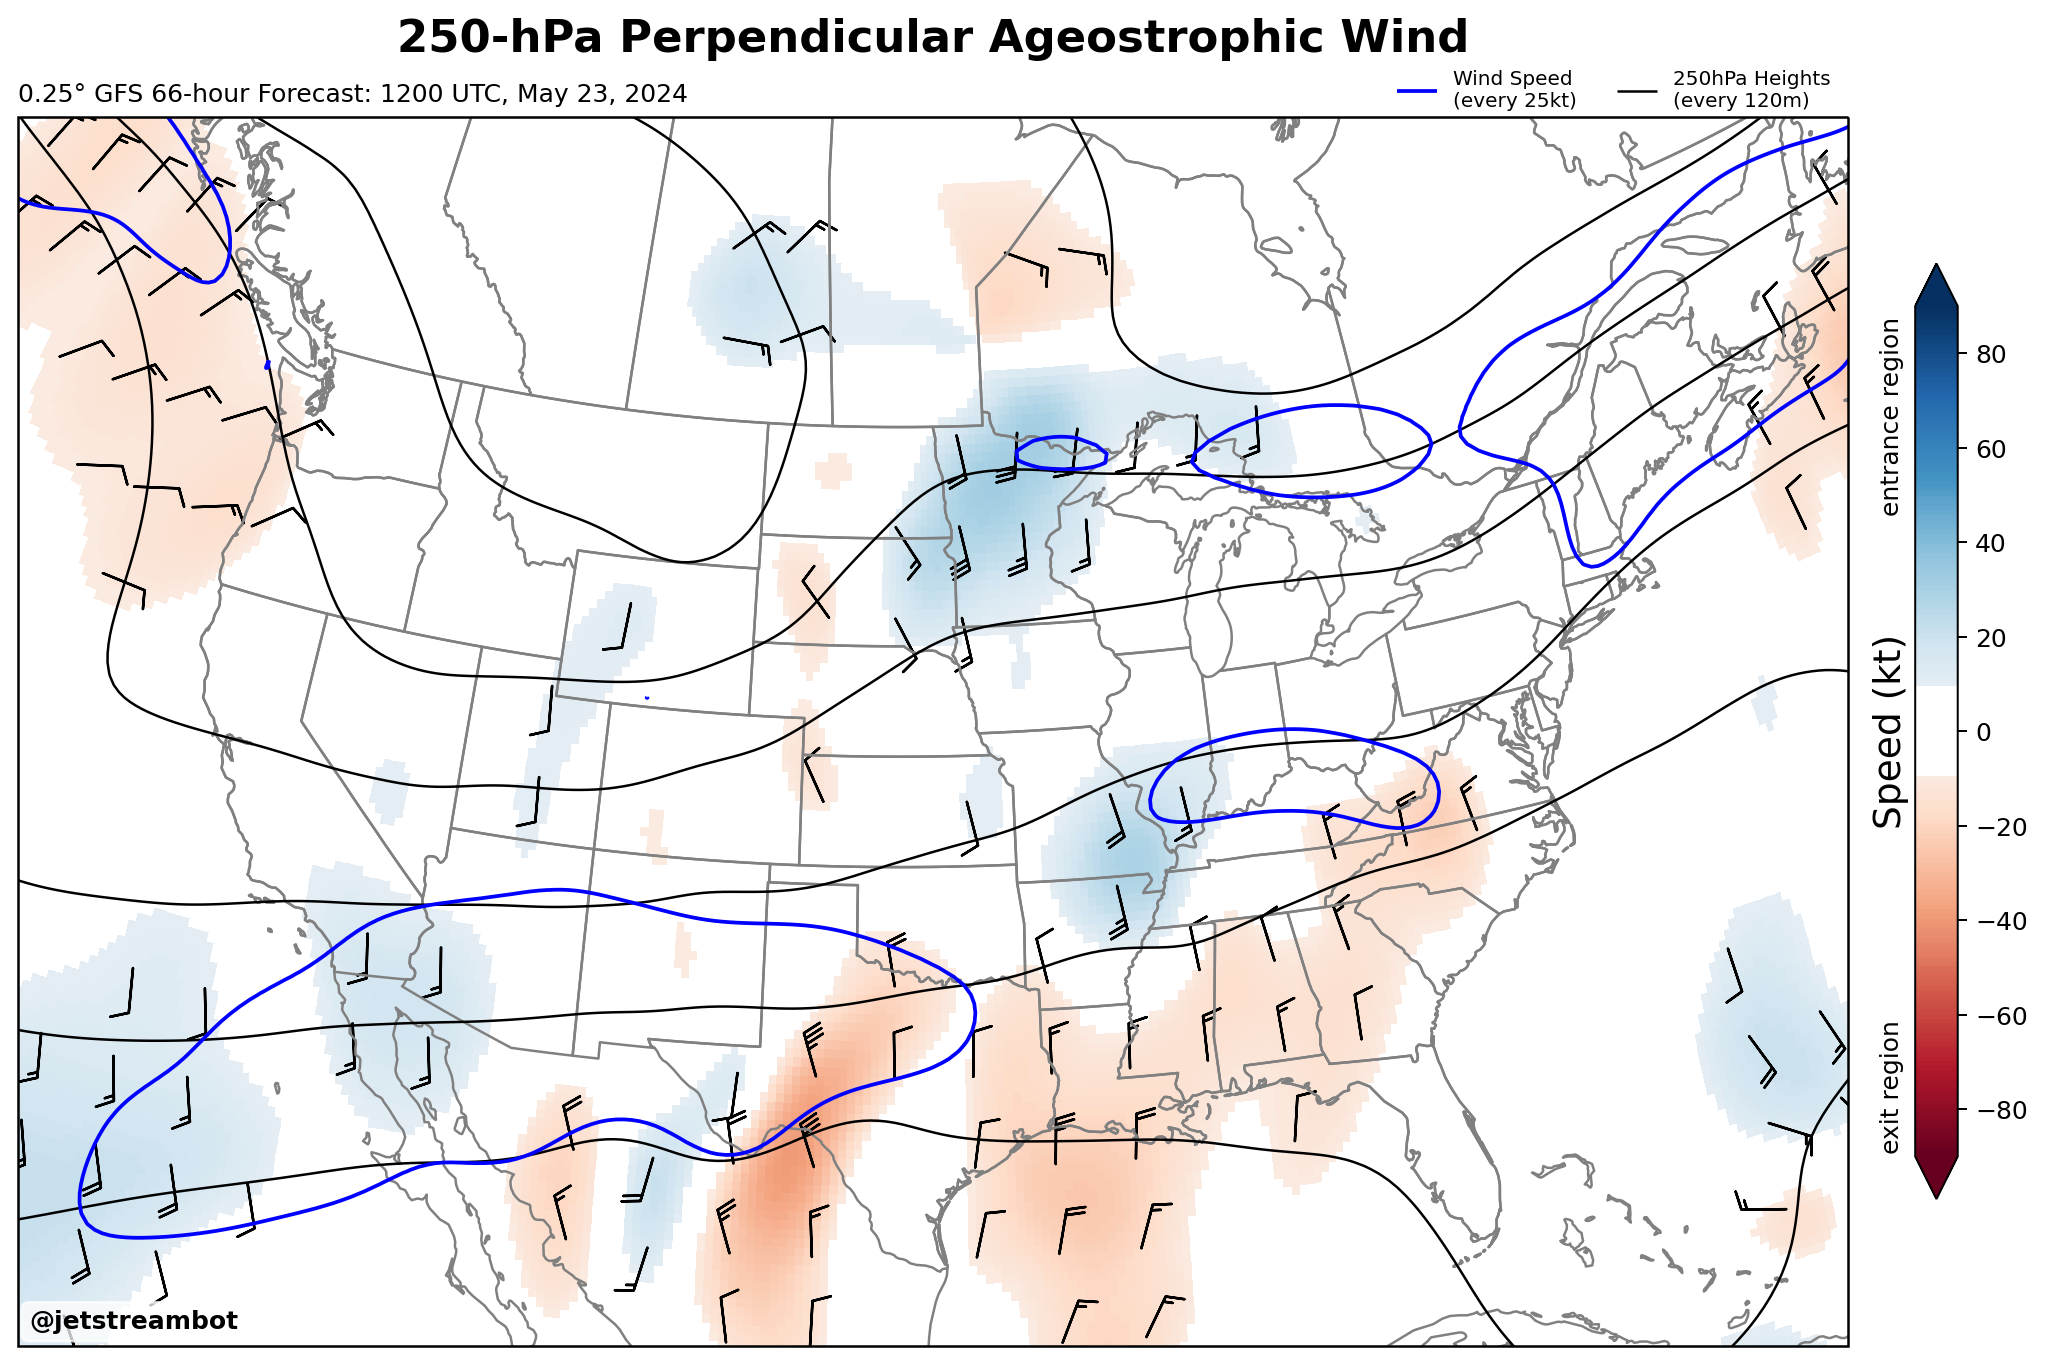 250-hPa Perpendicular Ageostrophic Wind
0.25° GFS 66-hour Forecast: 1200 UTC, May 23, 2024
Wind Speed
(every 25kt)
250hPa Heights
(every 120m)
entrance region
Speed (kt)
exit region
80
60
40
20
0
−20
−40
−60
−80
@jetstreambot